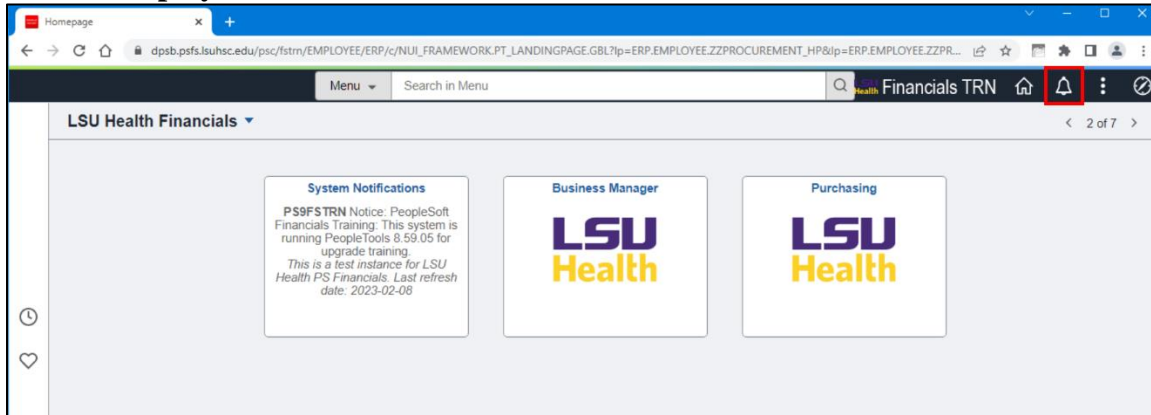 Homepage
dpsb.psfs.lsuhsc.edu/psc/fstrn/EMPLOYEE/ERP/c/NUI_FRAMEWORK.PT_LANDINGPAGE.GBL?lp=ERP.EMPLOYEE.ZZPROCUREMENT_HP&lp=ERP.EMPLOYEE.ZZPR...
Menu
Search in Menu
LSU Health Financials TRN
LSU Health Financials
2 of 7
System Notifications
PS9FSTRN Notice: PeopleSoft
Financials Training: This system is
running PeopleTools 8.59.05 for
upgrade training.
This is a test instance for LSU
Health PS Financials. Last refresh
date: 2023-02-08
Business Manager
LSU
Health
Purchasing
LSU
Health